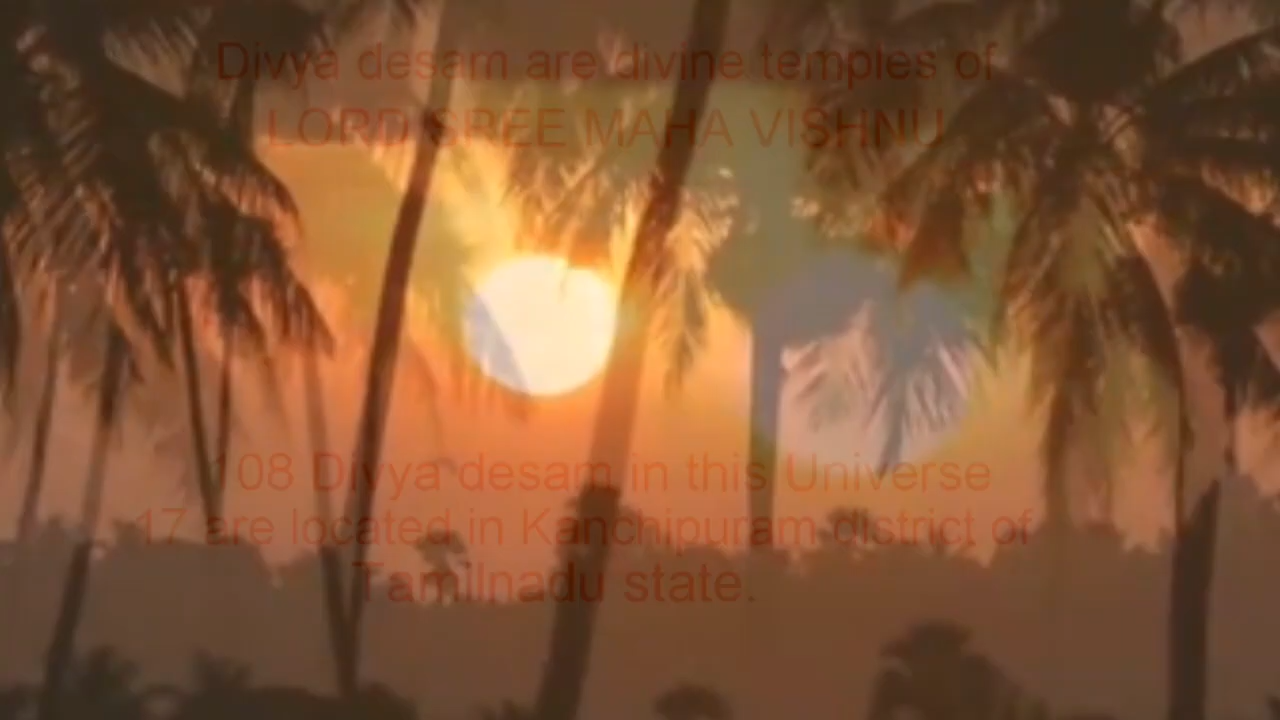 Divya desam are divine temples of
LORD SREE MAHA VISHNU
108 Divya desam in this Universe
17 are located in Kanchipuram district of
Tamilnadu state.